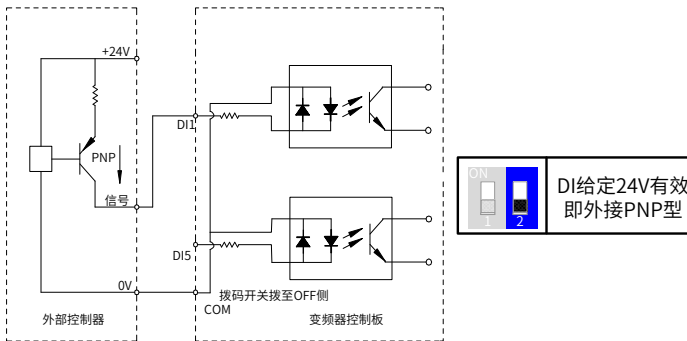 +24V
PNP
信号
0V
外部控制器
DI1
DI5
COM
拨码开关拨至OFF侧
变频器控制板
ON
1
2
DI给定24V有效
即外接PNP型